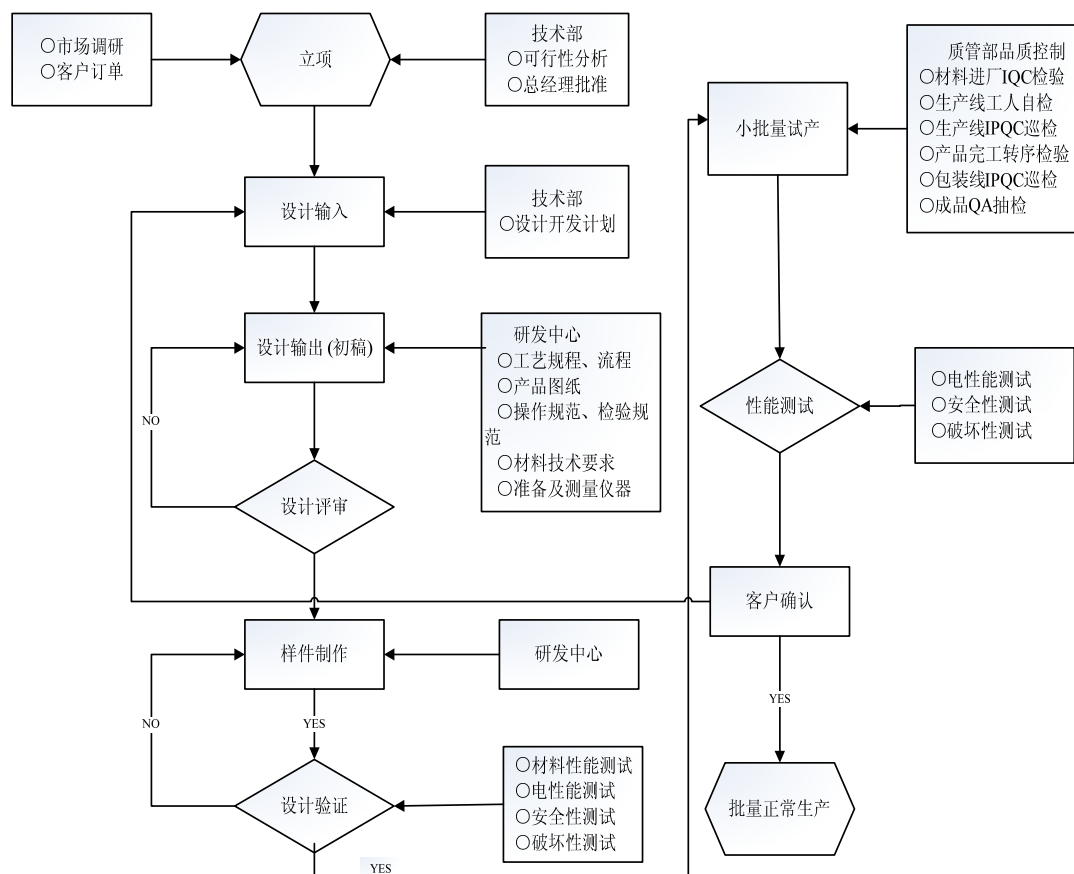 ○市场调研
○客户订单
立项
技术部
○可行性分析
○总经理批准
设计输入
技术部
○设计开发计划
设计输出(初稿)
研发中心
○工艺规程、流程
○产品图纸
○操作规范、检验规
范
○材料技术要求
○准备及测量仪器
NO
设计评审
样件制作
研发中心
NO
YES
设计验证
○材料性能测试
○电性能测试
○安全性测试
○破坏性测试
YES
小批量试产
质管部品质控制
○材料进厂IQC检验
○生产线工人自检
○生产线IPQC巡检
○产品完工转序检验
○包装线IPQC巡检
○成品QA抽检
性能测试
○电性能测试
○安全性测试
○破坏性测试
客户确认
YES
批量正常生产